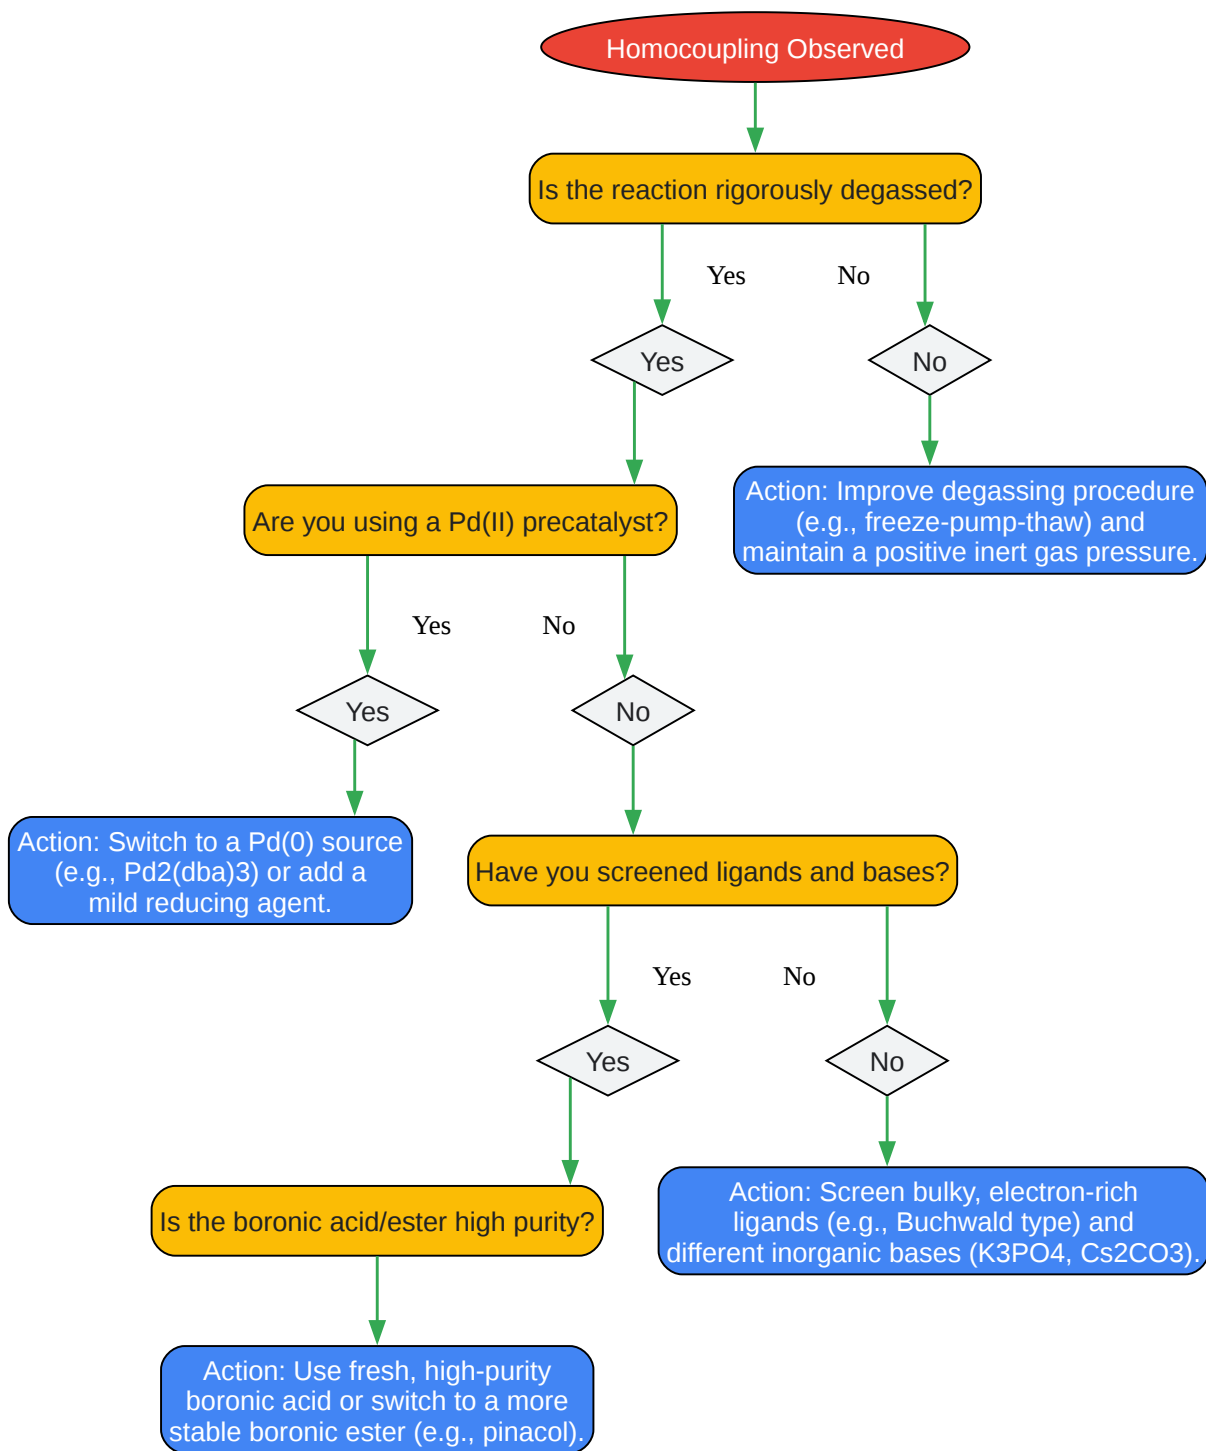 Homocoupling Observed
Is the reaction rigorously degassed?
Yes
No
Yes
No
Action: Improve degassing procedure
(e.g., freeze-pump-thaw) and
maintain a positive inert gas pressure.
Are you using a Pd(II) precatalyst?
Yes
No
Yes
No
Action: Switch to a Pd(0) source
(e.g., Pd2(dba)3) or add a
mild reducing agent.
Have you screened ligands and bases?
Yes
No
Yes
No
Action: Screen bulky, electron-rich
ligands (e.g., Buchwald type) and
different inorganic bases (K3PO4, Cs2CO3).
Is the boronic acid/ester high purity?
Action: Use fresh, high-purity
boronic acid or switch to a more
stable boronic ester (e.g., pinacol).